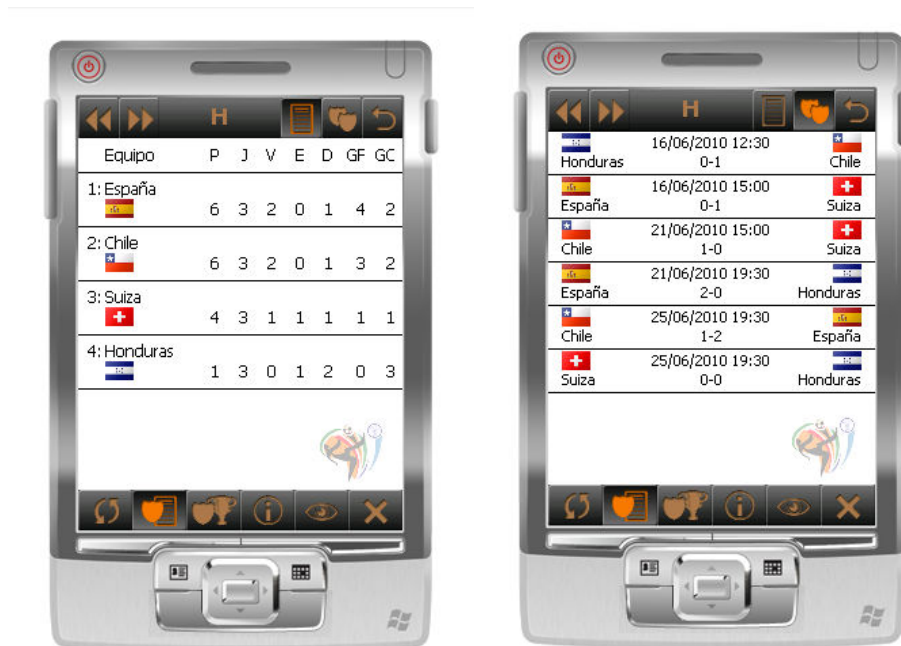 H
Equipo P J V E D GF GC
1: España
6 3 2 0 1 4 2
2: Chile
6 3 2 0 1 3 2
3: Suiza
4 3 1 1 1 1 1
4: Honduras
1 3 0 1 2 0 3
H
16/06/2010 12:30
Honduras 0-1 Chile
16/06/2010 15:00
España 0-1 Suiza
21/06/2010 15:00
Chile 1-0 Suiza
21/06/2010 19:30
España 2-0 Honduras
25/06/2010 19:30
Chile 1-2 España
25/06/2010 19:30
Suiza 0-0 Honduras